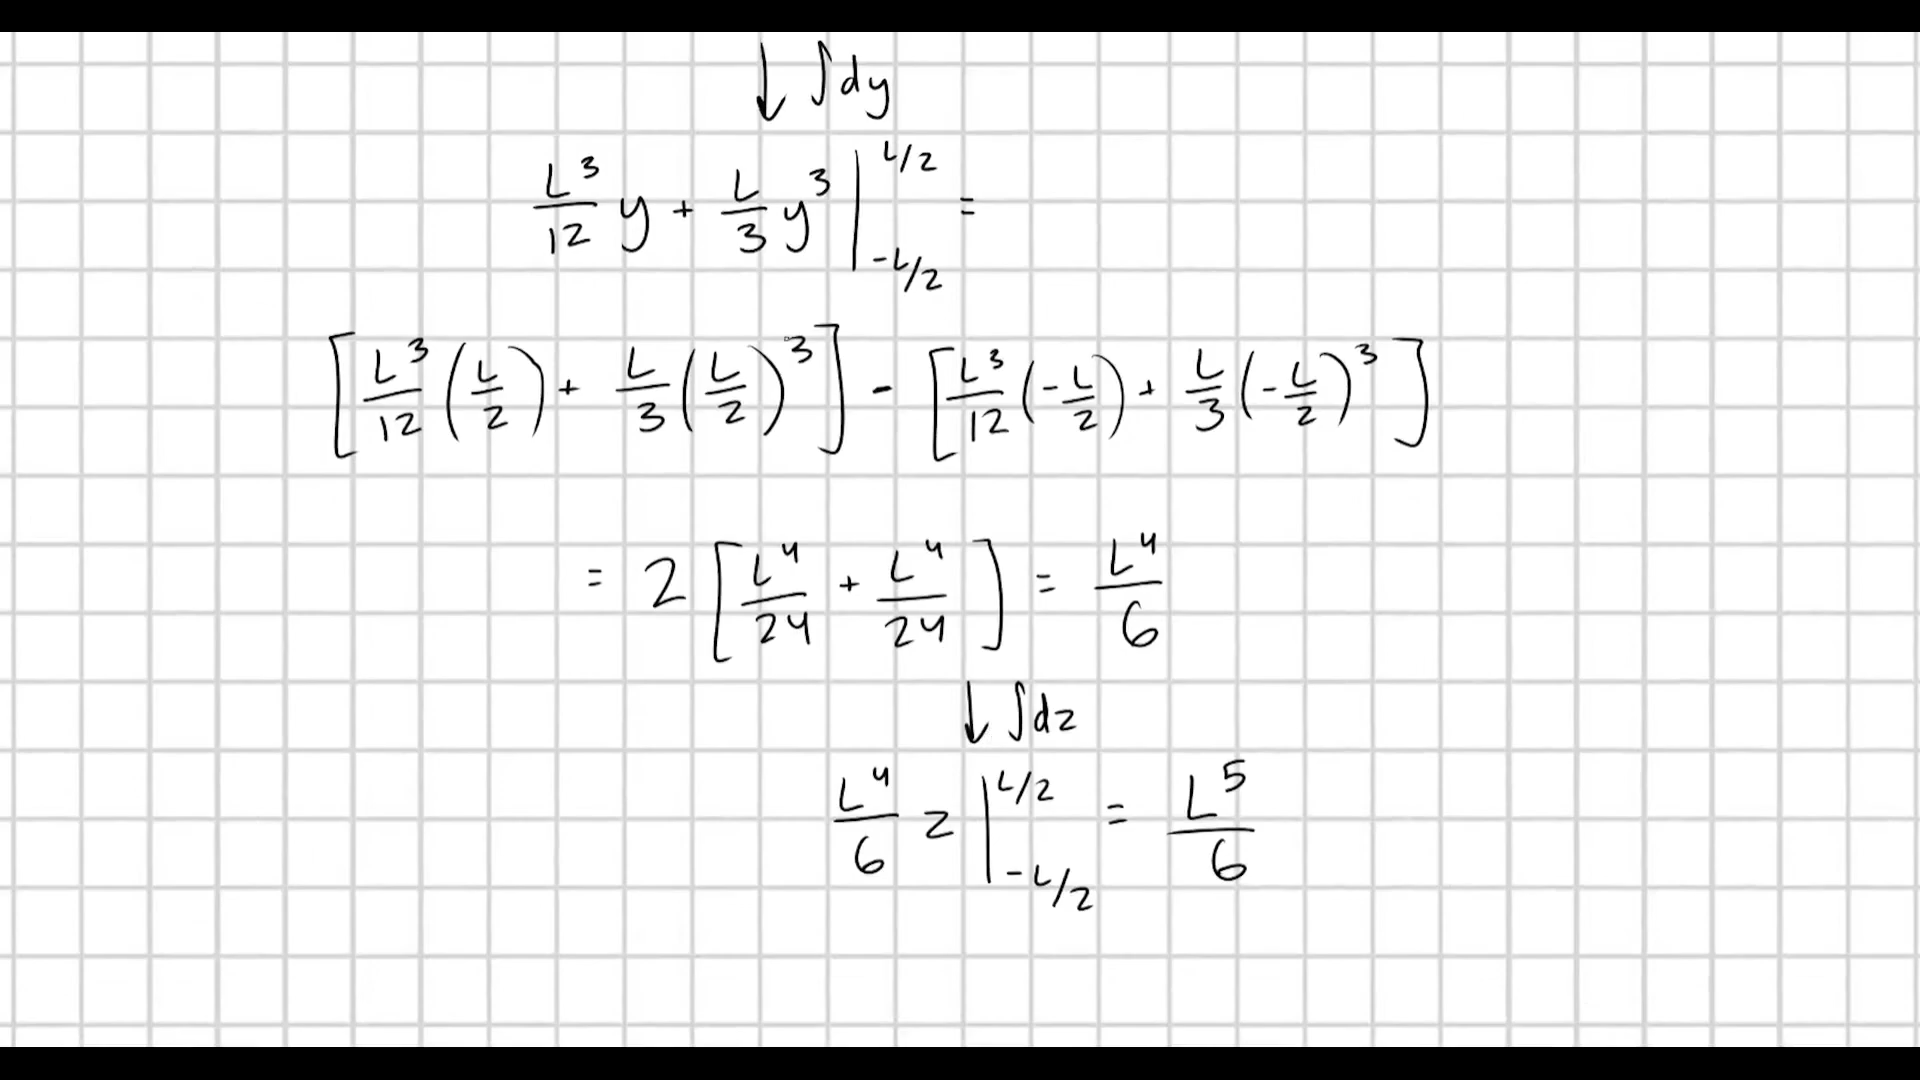 ↓ ∫dy
L³/12 y + L/3 y³ |_{-L/2}^{L/2} =
[L³/12 (L/2) + L/3 (L/2)³] - [L³/12 (-L/2) + L/3 (-L/2)³]
= 2 [L⁴/24 + L⁴/24] = L⁴/6
↓ ∫dz
L⁴/6 z |_{-L/2}^{L/2} = L⁵/6